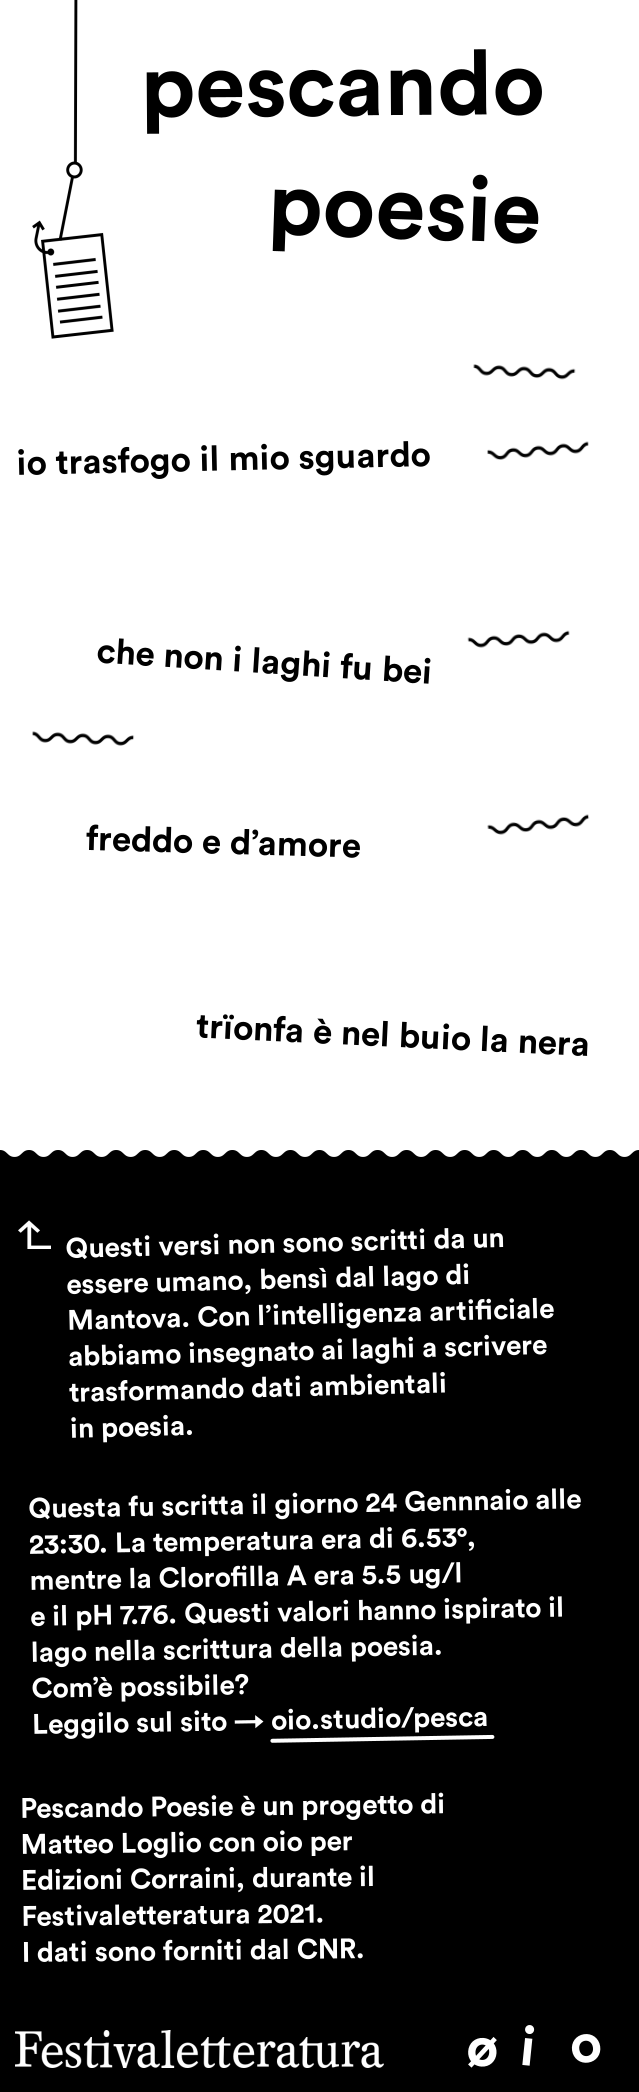 pescando
poesie
io trasfogo il mio sguardo
che non i laghi fu bei
freddo e d’amore
trïonfa è nel buio la nera
Questi versi non sono scritti da un
essere umano, bensì dal lago di
Mantova. Con l’intelligenza artificiale
abbiamo insegnato ai laghi a scrivere
trasformando dati ambientali
in poesia.
Questa fu scritta il giorno 24 Gennnaio alle
23:30. La temperatura era di 6.53°,
mentre la Clorofilla A era 5.5 ug/l
e il pH 7.76. Questi valori hanno ispirato il
lago nella scrittura della poesia.
Com’è possibile?
Leggilo sul sito → oio.studio/pesca
Pescando Poesie è un progetto di
Matteo Loglio con oio per
Edizioni Corraini, durante il
Festivaletteratura 2021.
I dati sono forniti dal CNR.
Festivaletteratura ø i o